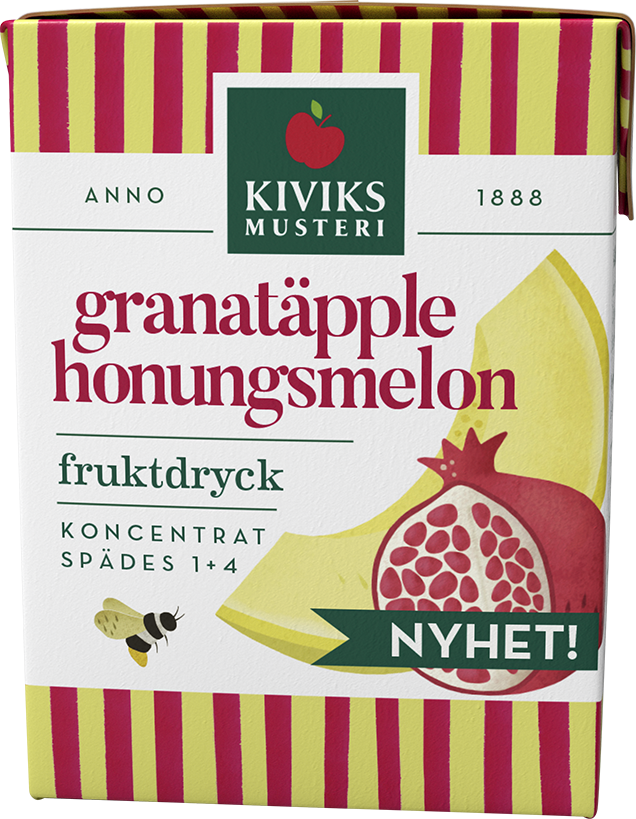 KIVIKS
MUSTERI
ANNO
1888
granatäpple
honungsmelon
fruktdryck
KONCENTRAT
SPÄDES 1+4
NYHET!